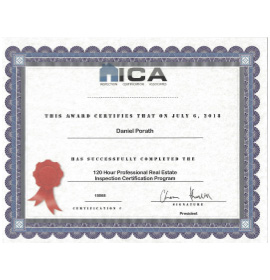 ICA
THIS AWARD CERTIFIES THAT ON JULY 6, 2018
Daniel Porath
HAS SUCCESSFULLY COMPLETED THE
120 Hour Professional Real Estate
Inspection Certification Program
CERTIFICATION #
SIGNATURE
President